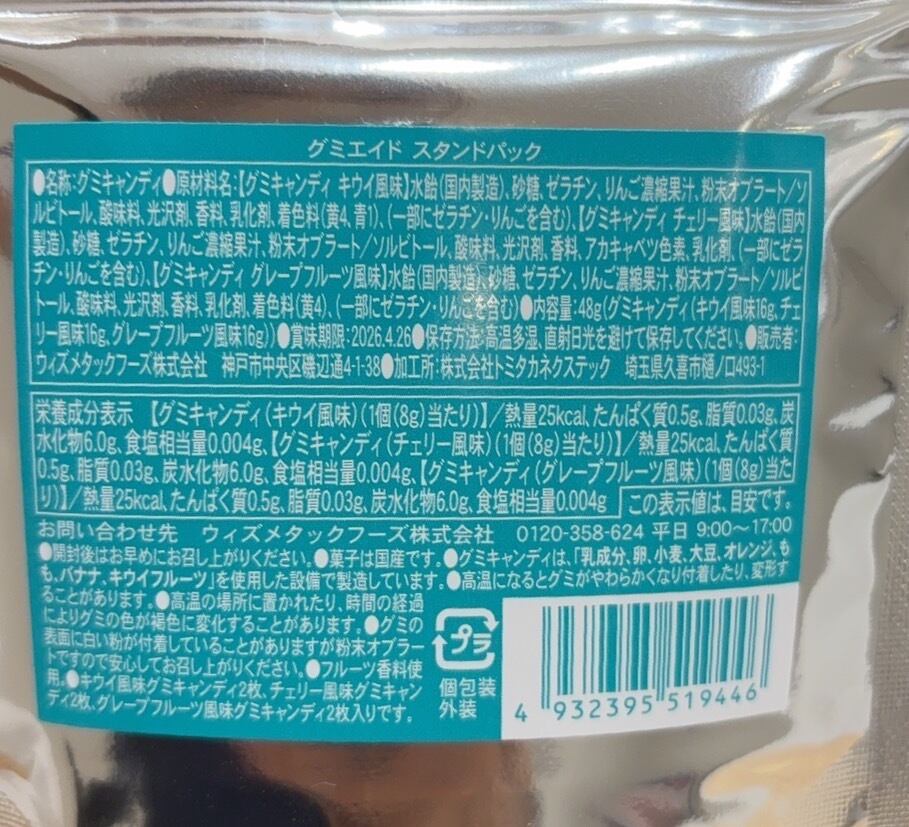 グミエイド スタンドパック
●名称:グミキャンディ●原材料名:【グミキャンディ キウイ風味】水飴(国内製造)、砂糖、ゼラチン、りんご濃縮果汁、粉末オブラート/ソ
ルビトール、酸味料、光沢剤、香料、乳化剤、着色料(黄4、青1)、(一部にゼラチン・りんごを含む)、【グミキャンディ チェリー風味】水飴(国内
製造)、砂糖、ゼラチン、りんご濃縮果汁、粉末オブラート/ソルビトール、酸味料、光沢剤、香料、アカキャベツ色素、乳化剤、(一部にゼラ
チン・りんごを含む)、【グミキャンディ グレープフルーツ風味】水飴(国内製造)、砂糖、ゼラチン、りんご濃縮果汁、粉末オブラート/ソルビ
トール、酸味料、光沢剤、香料、乳化剤、着色料(黄4)、(一部にゼラチン・りんごを含む)●内容量:48g(グミキャンディ(キウイ風味16g、チェ
リー風味16g、グレープフルーツ風味16g))●賞味期限:2026.4.26●保存方法:高温多湿、直射日光を避けて保存してください。●販売者:
ウィズメタックフーズ株式会社 神戸市中央区磯辺通4-1-38●加工所:株式会社トミタカネクステック 埼玉県久喜市樋ノ口493-1
栄養成分表示 【グミキャンディ(キウイ風味)(1個(8g)当たり)】/熱量25kcal、たんぱく質0.5g、脂質0.03g、炭
水化物6.0g、食塩相当量0.004g、【グミキャンディ(チェリー風味)(1個(8g)当たり)】/熱量25kcal、たんぱく質
0.5g、脂質0.03g、炭水化物6.0g、食塩相当量0.004g、【グミキャンディ(グレープフルーツ風味)(1個(8g)当た
り)】/熱量25kcal、たんぱく質0.5g、脂質0.03g、炭水化物6.0g、食塩相当量0.004g この表示値は、目安です。
お問い合わせ先 ウィズメタックフーズ株式会社 0120-358-624 平日 9:00〜17:00
●開封後はお早めにお召し上がりください。●菓子は国産です。●グミキャンディは、「乳成分、卵、小麦、大豆、オレンジ、も
も、バナナ、キウイフルーツ」を使用した設備で製造しています。●高温になるとグミがやわらかくなり付着したり、変形す
ることがあります。●高温の場所に置かれたり、時間の経過
によりグミの色が褐色に変化することがあります。●グミの
表面に白い粉が付着していることがありますが粉末オブラー
トですので安心してお召し上がりください。●フルーツ香料使
用。●キウイ風味グミキャンディ2枚、チェリー風味グミキャン
ディ2枚、グレープフルーツ風味グミキャンディ2枚入りです。
プラ
個包装
外装
4 932395 519446